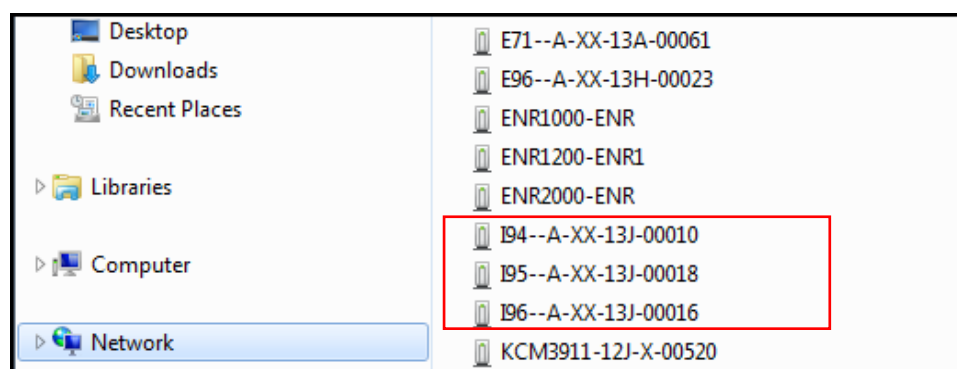 Desktop
Downloads
Recent Places
Libraries
Computer
Network
E71--A-XX-13A-00061
E96--A-XX-13H-00023
ENR1000-ENR
ENR1200-ENR1
ENR2000-ENR
I94--A-XX-13J-00010
I95--A-XX-13J-00018
I96--A-XX-13J-00016
KCM3911-12J-X-00520